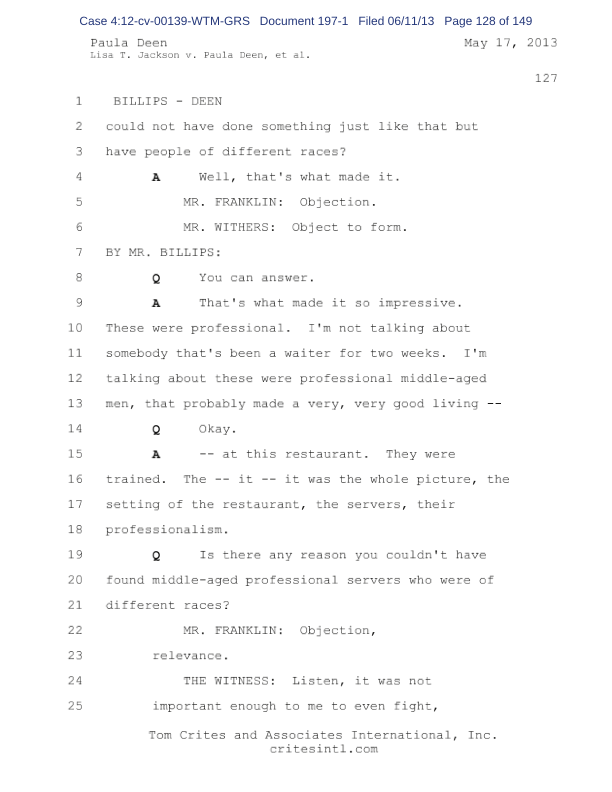 Case 4:12-cv-00139-WTM-GRS Document 197-1 Filed 06/11/13 Page 128 of 149
Paula Deen May 17, 2013
Lisa T. Jackson v. Paula Deen, et al.
127
1 BILLIPS - DEEN
2 could not have done something just like that but
3 have people of different races?
4 A Well, that's what made it.
5 MR. FRANKLIN: Objection.
6 MR. WITHERS: Object to form.
7 BY MR. BILLIPS:
8 Q You can answer.
9 A That's what made it so impressive.
10 These were professional. I'm not talking about
11 somebody that's been a waiter for two weeks. I'm
12 talking about these were professional middle-aged
13 men, that probably made a very, very good living --
14 Q Okay.
15 A -- at this restaurant. They were
16 trained. The -- it -- it was the whole picture, the
17 setting of the restaurant, the servers, their
18 professionalism.
19 Q Is there any reason you couldn't have
20 found middle-aged professional servers who were of
21 different races?
22 MR. FRANKLIN: Objection,
23 relevance.
24 THE WITNESS: Listen, it was not
25 important enough to me to even fight,
Tom Crites and Associates International, Inc.
critesintl.com